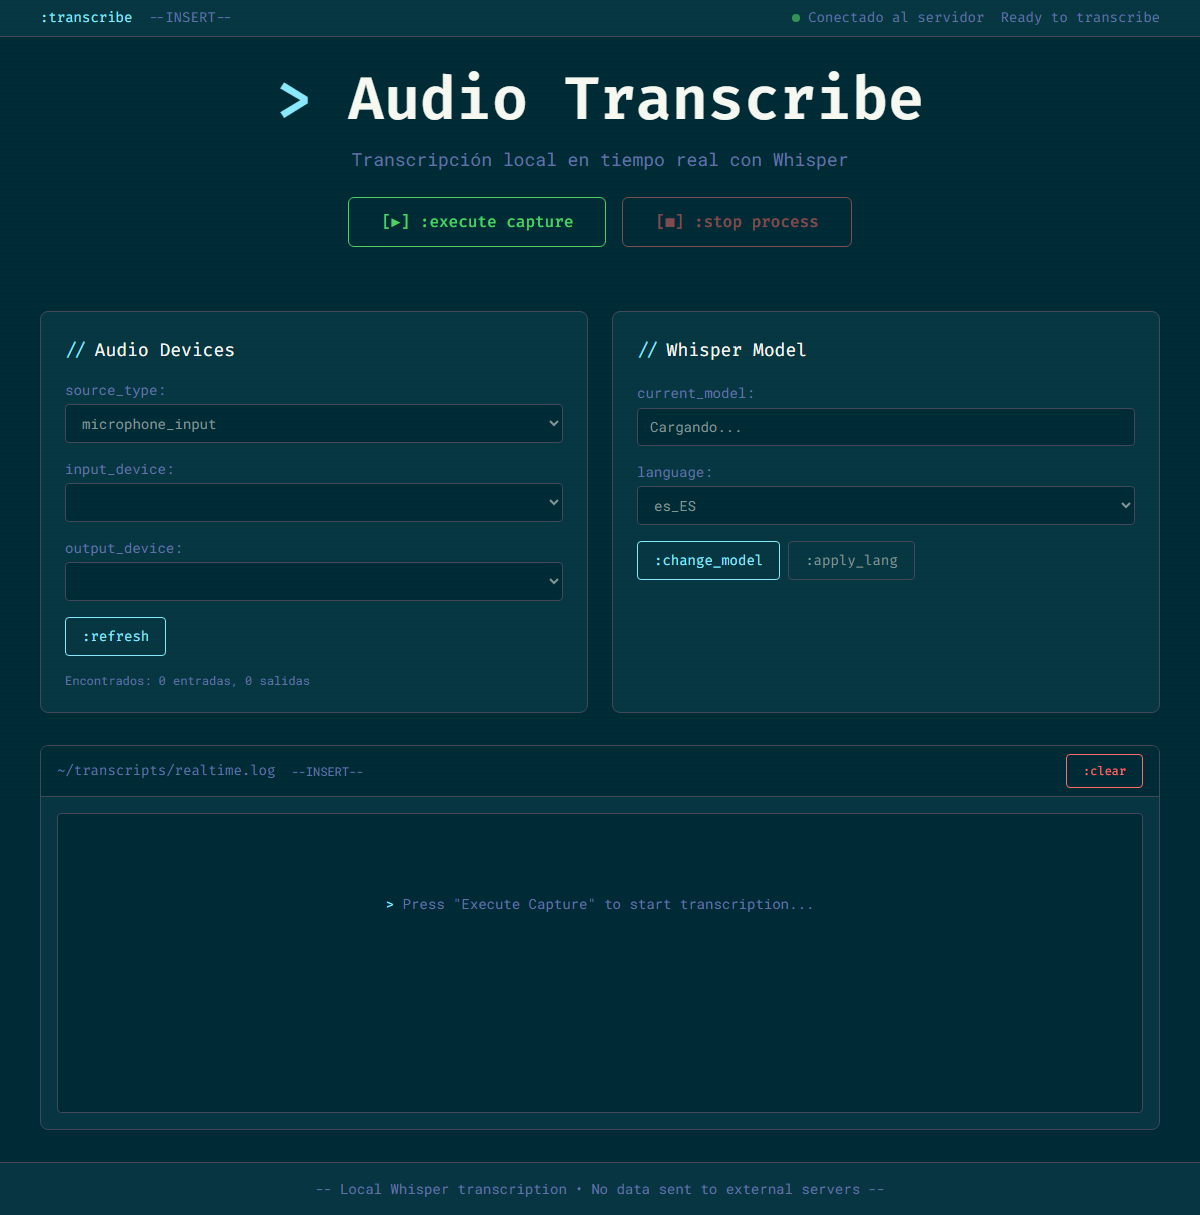 :transcribe --INSERT-- ● Conectado al servidor Ready to transcribe
> Audio Transcribe
Transcripción local en tiempo real con Whisper
[▶] :execute capture [■] :stop process
// Audio Devices
source_type:
microphone_input
input_device:
output_device:
:refresh
Encontrados: 0 entradas, 0 salidas
// Whisper Model
current_model:
Cargando...
language:
es_ES
:change_model :apply_lang
~/transcripts/realtime.log --INSERT-- :clear
> Press "Execute Capture" to start transcription...
-- Local Whisper transcription • No data sent to external servers --